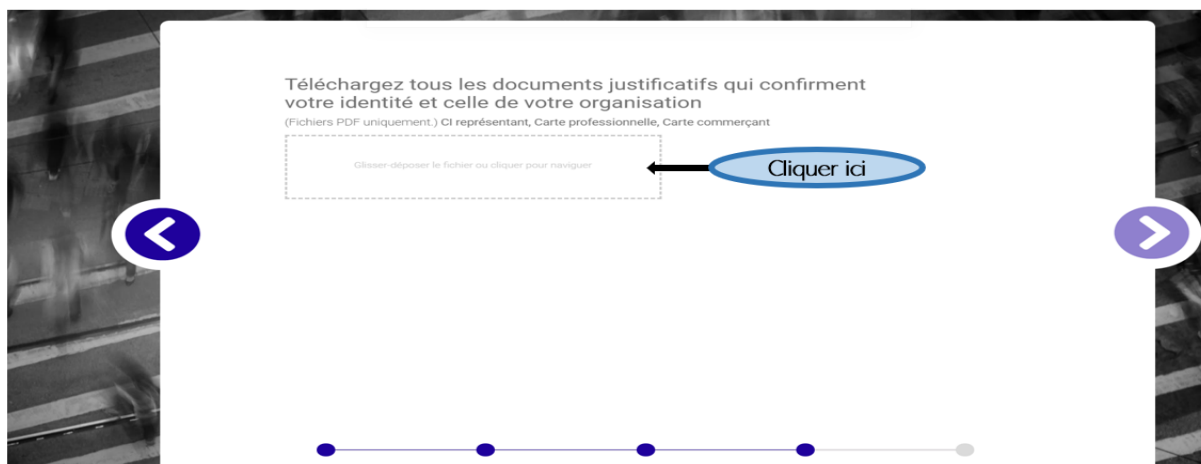 Téléchargez tous les documents justificatifs qui confirment
votre identité et celle de votre organisation
(Fichiers PDF uniquement.) CI représentant, Carte professionnelle, Carte commerçant
Glisser-déposer le fichier ou cliquer pour naviguer
Cliquer ici